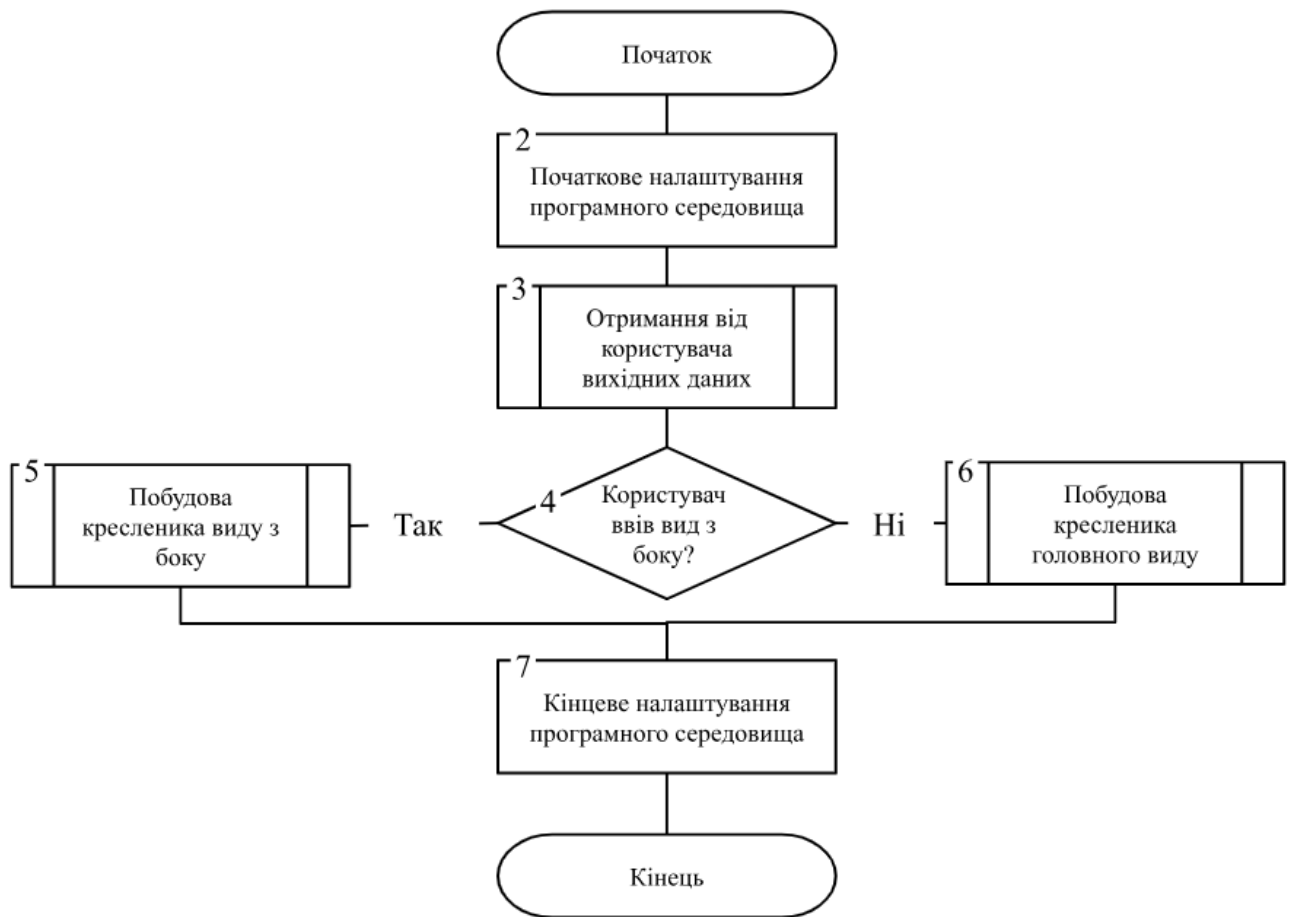 Початок
2
Початкове налаштування
програмного середовища
3
Отримання від
користувача
вихідних даних
5
Побудова
кресленика виду з
боку
Так
4
Користувач
ввів вид з
боку?
Ні
6
Побудова
кресленика
головного виду
7
Кінцеве налаштування
програмного середовища
Кінець